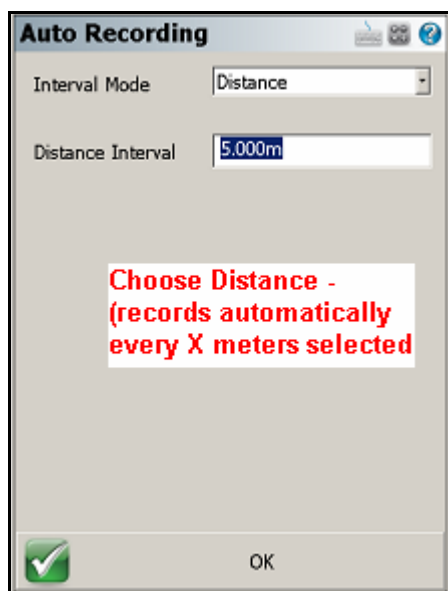 Auto Recording
Interval Mode Distance
Distance Interval 5.000m
Choose Distance -
(records automatically
every X meters selected
OK